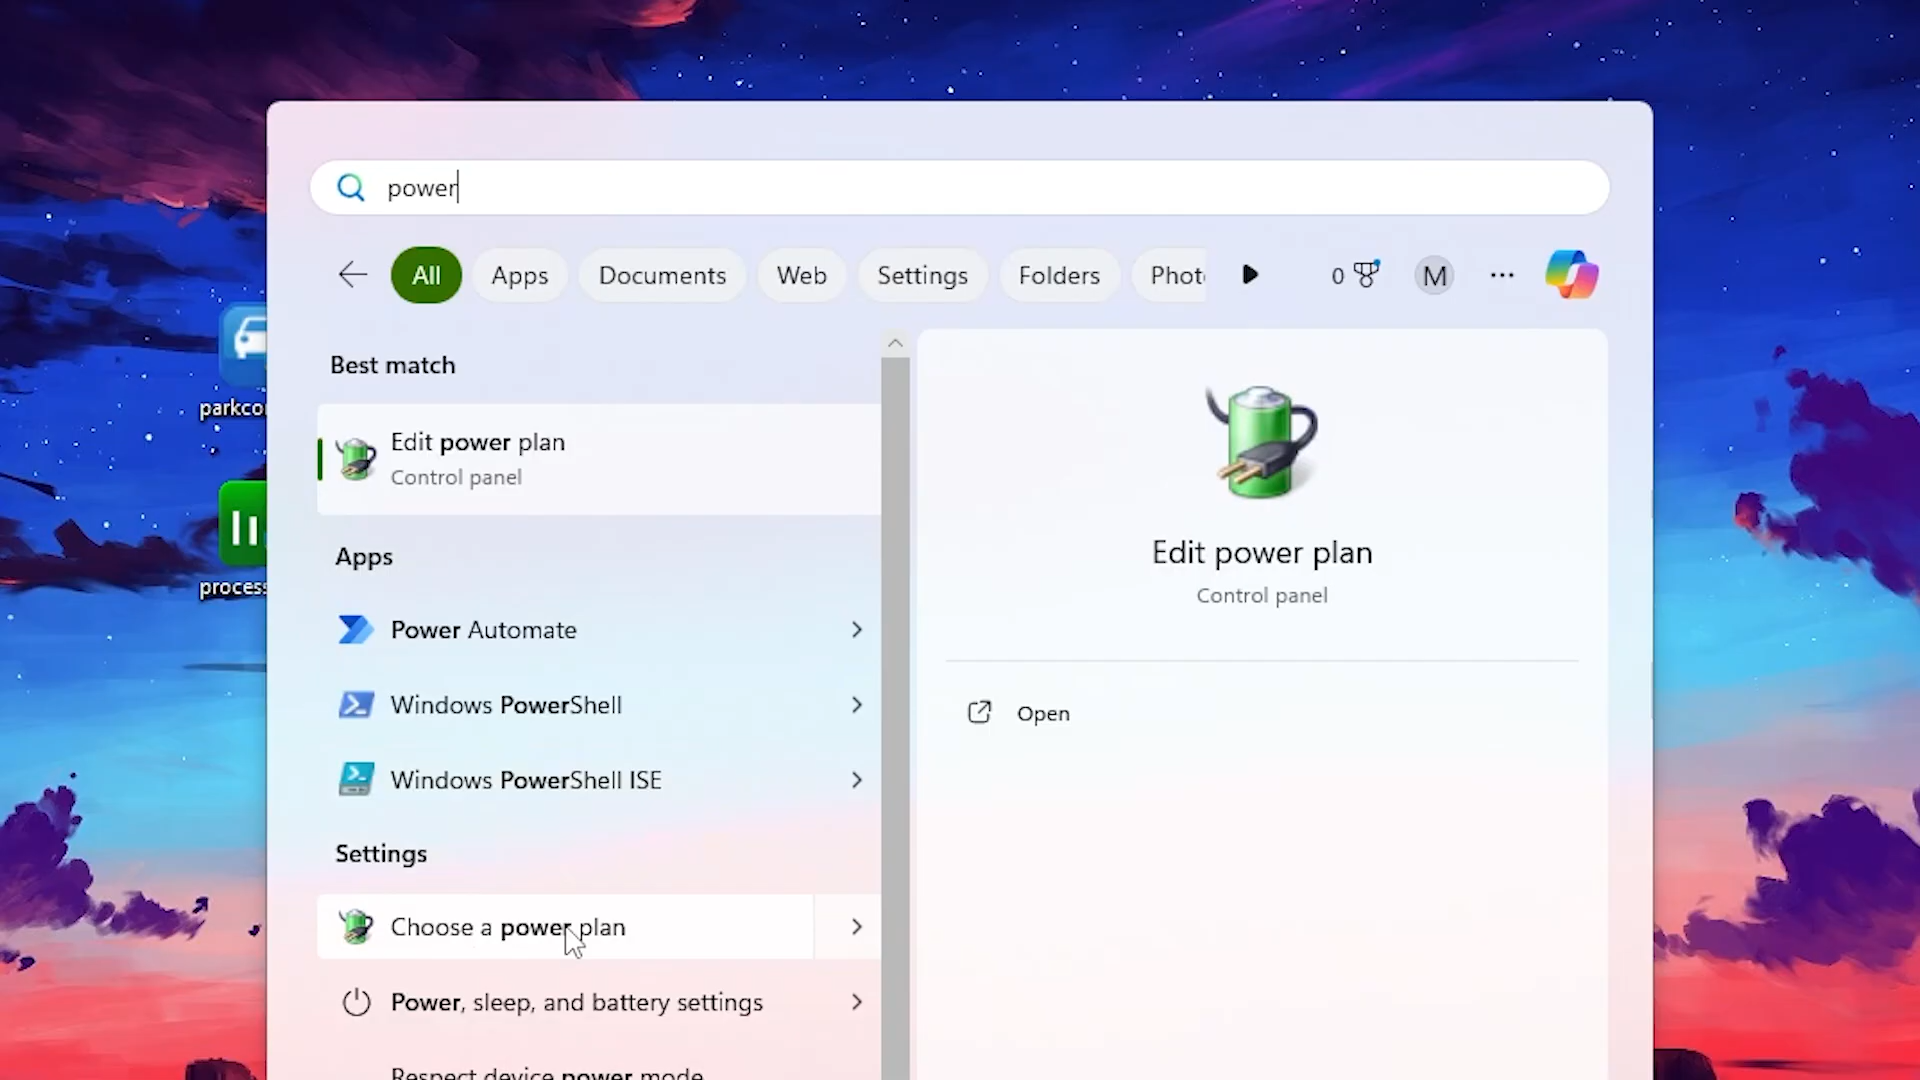 power
All
Apps
Documents
Web
Settings
Folders
Phot
0
M
Best match
Edit power plan
Control panel
Apps
Power Automate
Windows PowerShell
Windows PowerShell ISE
Settings
Choose a power plan
Power, sleep, and battery settings
Respect device power mode
Edit power plan
Control panel
Open
parkco
process